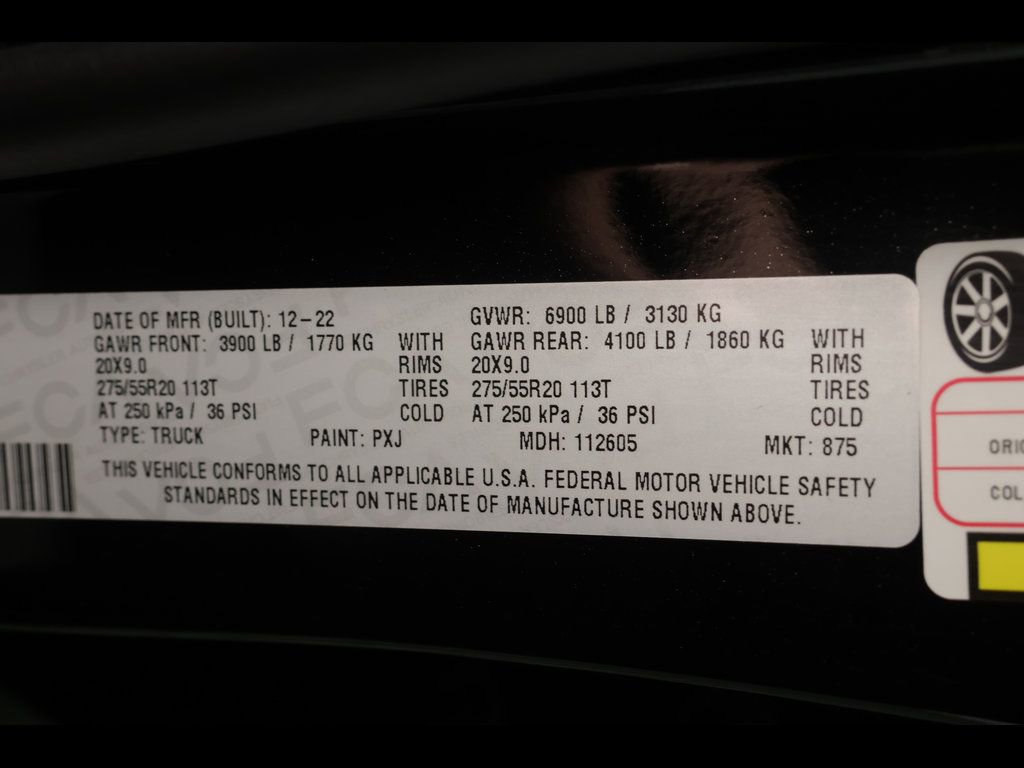 DATE OF MFR (BUILT): 12-22 GVWR: 6900 LB / 3130 KG
GAWR FRONT: 3900 LB / 1770 KG WITH GAWR REAR: 4100 LB / 1860 KG WITH
20X9.0 RIMS 20X9.0 RIMS
275/55R20 113T TIRES 275/55R20 113T TIRES
AT 250 kPa / 36 PSI COLD AT 250 kPa / 36 PSI COLD
TYPE: TRUCK PAINT: PXJ MDH: 112605 MKT: 875
THIS VEHICLE CONFORMS TO ALL APPLICABLE U.S.A. FEDERAL MOTOR VEHICLE SAFETY
STANDARDS IN EFFECT ON THE DATE OF MANUFACTURE SHOWN ABOVE.
ORIG
COL